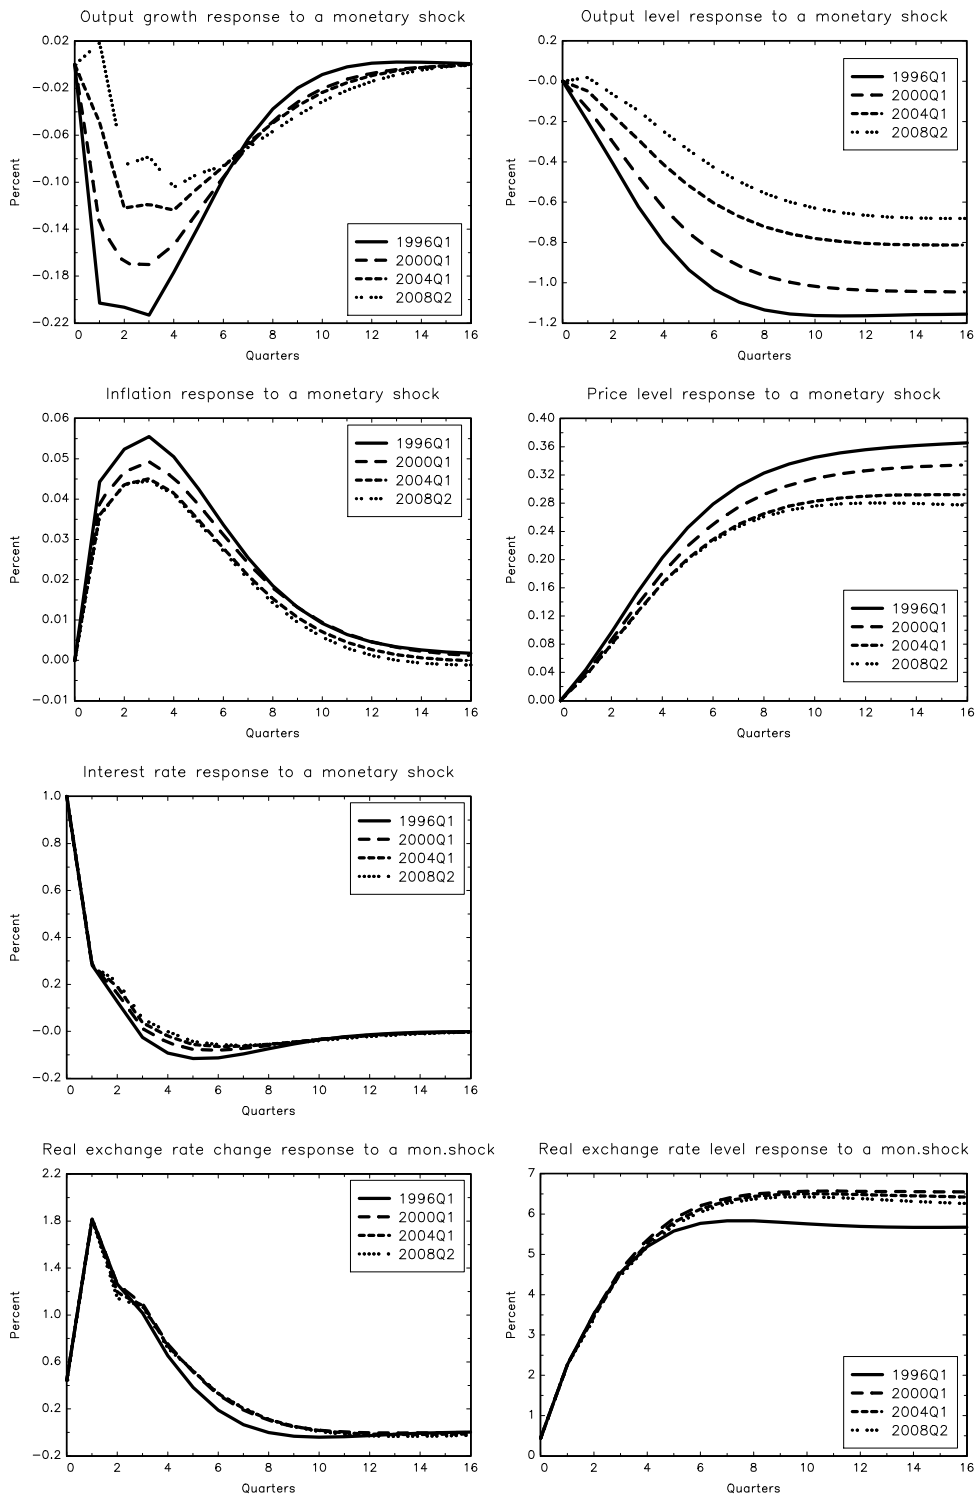 Output growth response to a monetary shock
0.02
−0.02
−0.06
−0.10
−0.14
−0.18
−0.22
Percent
0 2 4 6 8 10 12 14 16
Quarters
1996Q1
2000Q1
2004Q1
2008Q2
Output level response to a monetary shock
0.2
−0.0
−0.2
−0.4
−0.6
−0.8
−1.0
−1.2
Percent
0 2 4 6 8 10 12 14 16
Quarters
1996Q1
2000Q1
2004Q1
2008Q2
Inflation response to a monetary shock
0.06
0.05
0.04
0.03
0.02
0.01
0.00
−0.01
Percent
0 2 4 6 8 10 12 14 16
Quarters
1996Q1
2000Q1
2004Q1
2008Q2
Price level response to a monetary shock
0.40
0.36
0.32
0.28
0.24
0.20
0.16
0.12
0.08
0.04
0.00
Percent
0 2 4 6 8 10 12 14 16
Quarters
1996Q1
2000Q1
2004Q1
2008Q2
Interest rate response to a monetary shock
1.0
0.8
0.6
0.4
0.2
−0.0
−0.2
Percent
0 2 4 6 8 10 12 14 16
Quarters
1996Q1
2000Q1
2004Q1
2008Q2
Real exchange rate change response to a mon.shock
2.2
1.8
1.4
1.0
0.6
0.2
−0.2
Percent
0 2 4 6 8 10 12 14 16
Quarters
1996Q1
2000Q1
2004Q1
2008Q2
Real exchange rate level response to a mon.shock
7
6
5
4
3
2
1
0
Percent
0 2 4 6 8 10 12 14 16
Quarters
1996Q1
2000Q1
2004Q1
2008Q2